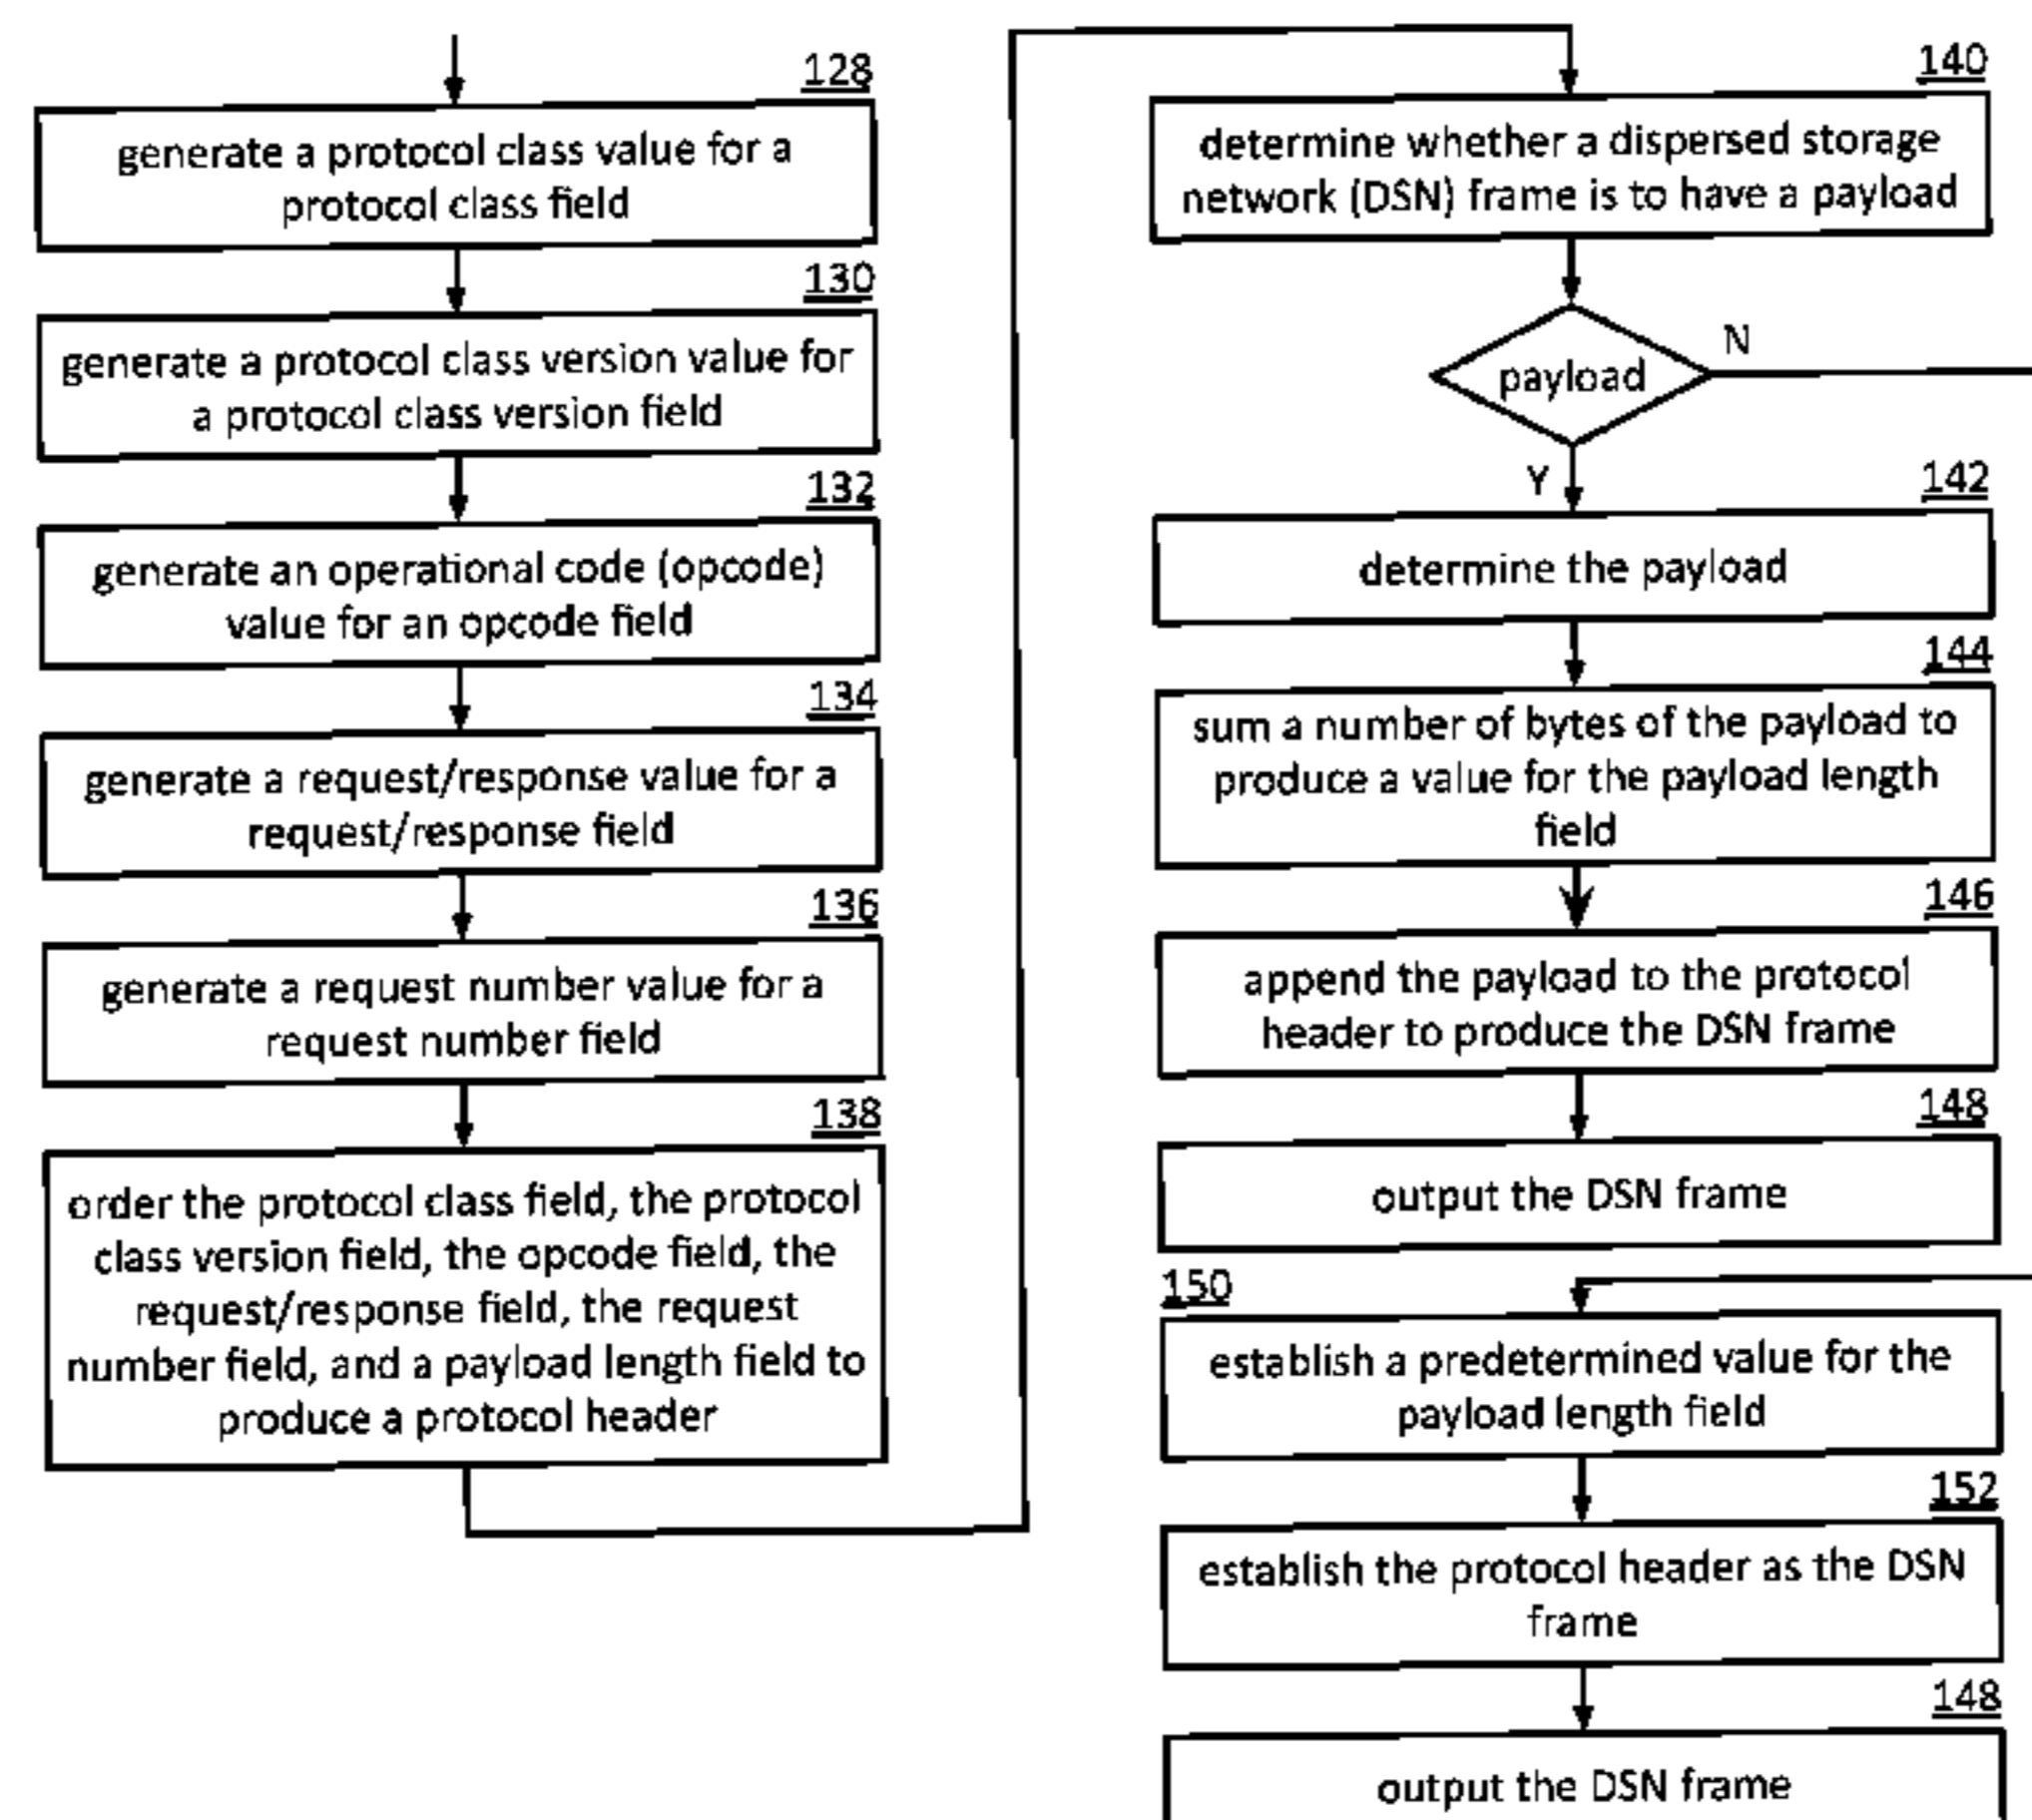 128
generate a protocol class value for a
protocol class field
130
generate a protocol class version value for
a protocol class version field
132
generate an operational code (opcode)
value for an opcode field
134
generate a request/response value for a
request/response field
136
generate a request number value for a
request number field
138
order the protocol class field, the protocol
class version field, the opcode field, the
request/response field, the request
number field, and a payload length field to
produce a protocol header
140
determine whether a dispersed storage
network (DSN) frame is to have a payload
payload
N
Y
142
determine the payload
144
sum a number of bytes of the payload to
produce a value for the payload length
field
146
append the payload to the protocol
header to produce the DSN frame
148
output the DSN frame
150
establish a predetermined value for the
payload length field
152
establish the protocol header as the DSN
frame
148
output the DSN frame